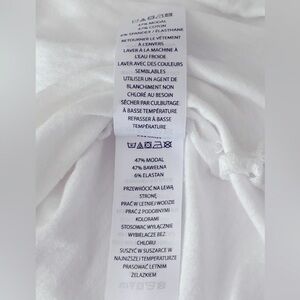 47% MODAL
47% COTON
6% SPANDEX / ÉLASTHANE
RETOURNER LE VÊTEMENT
À L'ENVERS
LAVER À LA MACHINE À
L'EAU FROIDE
LAVER AVEC DES COULEURS
SEMBLABLES
UTILISER UN AGENT DE
BLANCHIMENT NON
CHLORÉ AU BESOIN
SÉCHER PAR CULBUTAGE
À BASSE TEMPÉRATURE
REPASSER À BASSE
TEMPÉRATURE
47% MODAL
47% BAWEŁNA
6% ELASTAN
PRZEWRÓCIĆ NA LEWĄ
STRONĘ
PRAĆ W LETNIEJ WODZIE
PRAĆ Z PODOBNYMI
KOLORAMI
STOSOWAĆ WYŁĄCZNIE
WYBIELACZE BEZ
CHLORU
SUSZYĆ W SUSZARCE W
NAJNIŻSZEJ TEMPERATURZE
PRASOWAĆ LETNIM
ŻELAZKIEM